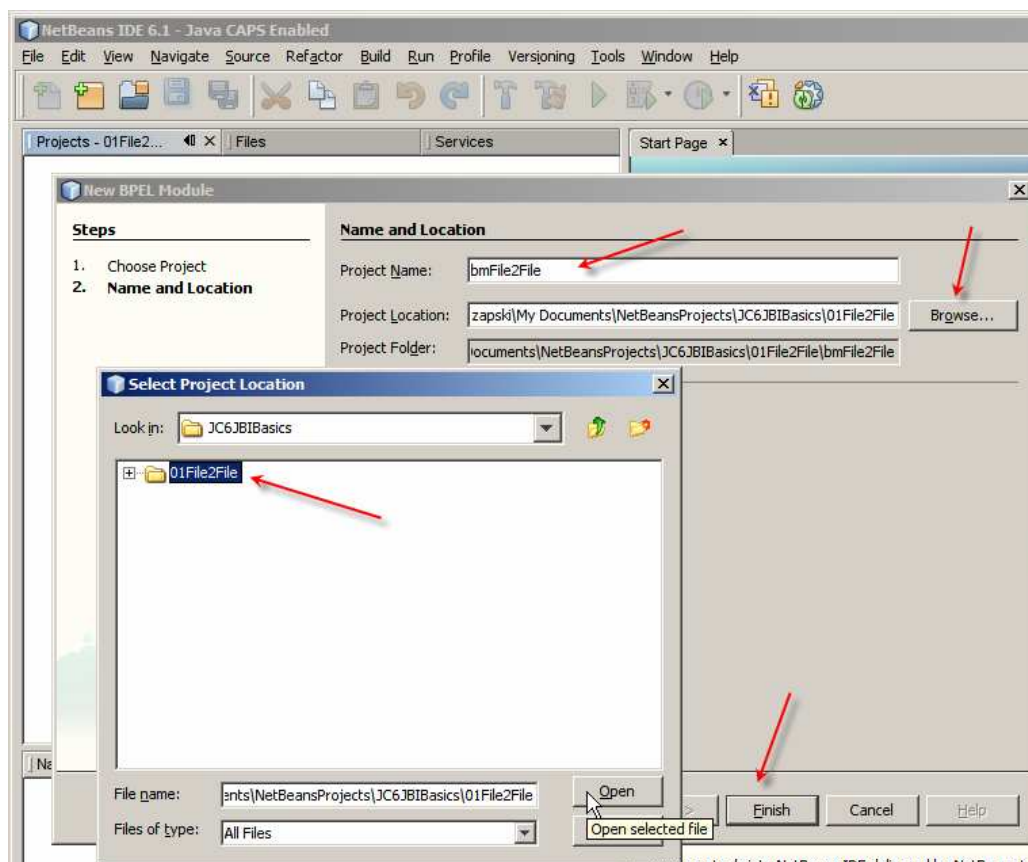 NetBeans IDE 6.1 - Java CAPS Enabled
File Edit View Navigate Source Refactor Build Run Profile Versioning Tools Window Help
Projects - 01File2... Files Services Start Page
New BPEL Module
Steps
1. Choose Project
2. Name and Location
Name and Location
Project Name: bmFile2File
Project Location: zapski\My Documents\NetBeansProjects\JC6JBIBasics\01File2File Browse...
Project Folder: ocuments\NetBeansProjects\JC6JBIBasics\01File2File\bmFile2File
Select Project Location
Look in: JC6JBIBasics
01File2File
File name: ents\NetBeansProjects\JC6JBIBasics\01File2File Open
Files of type: All Files
Open selected file
Finish Cancel Help
Na